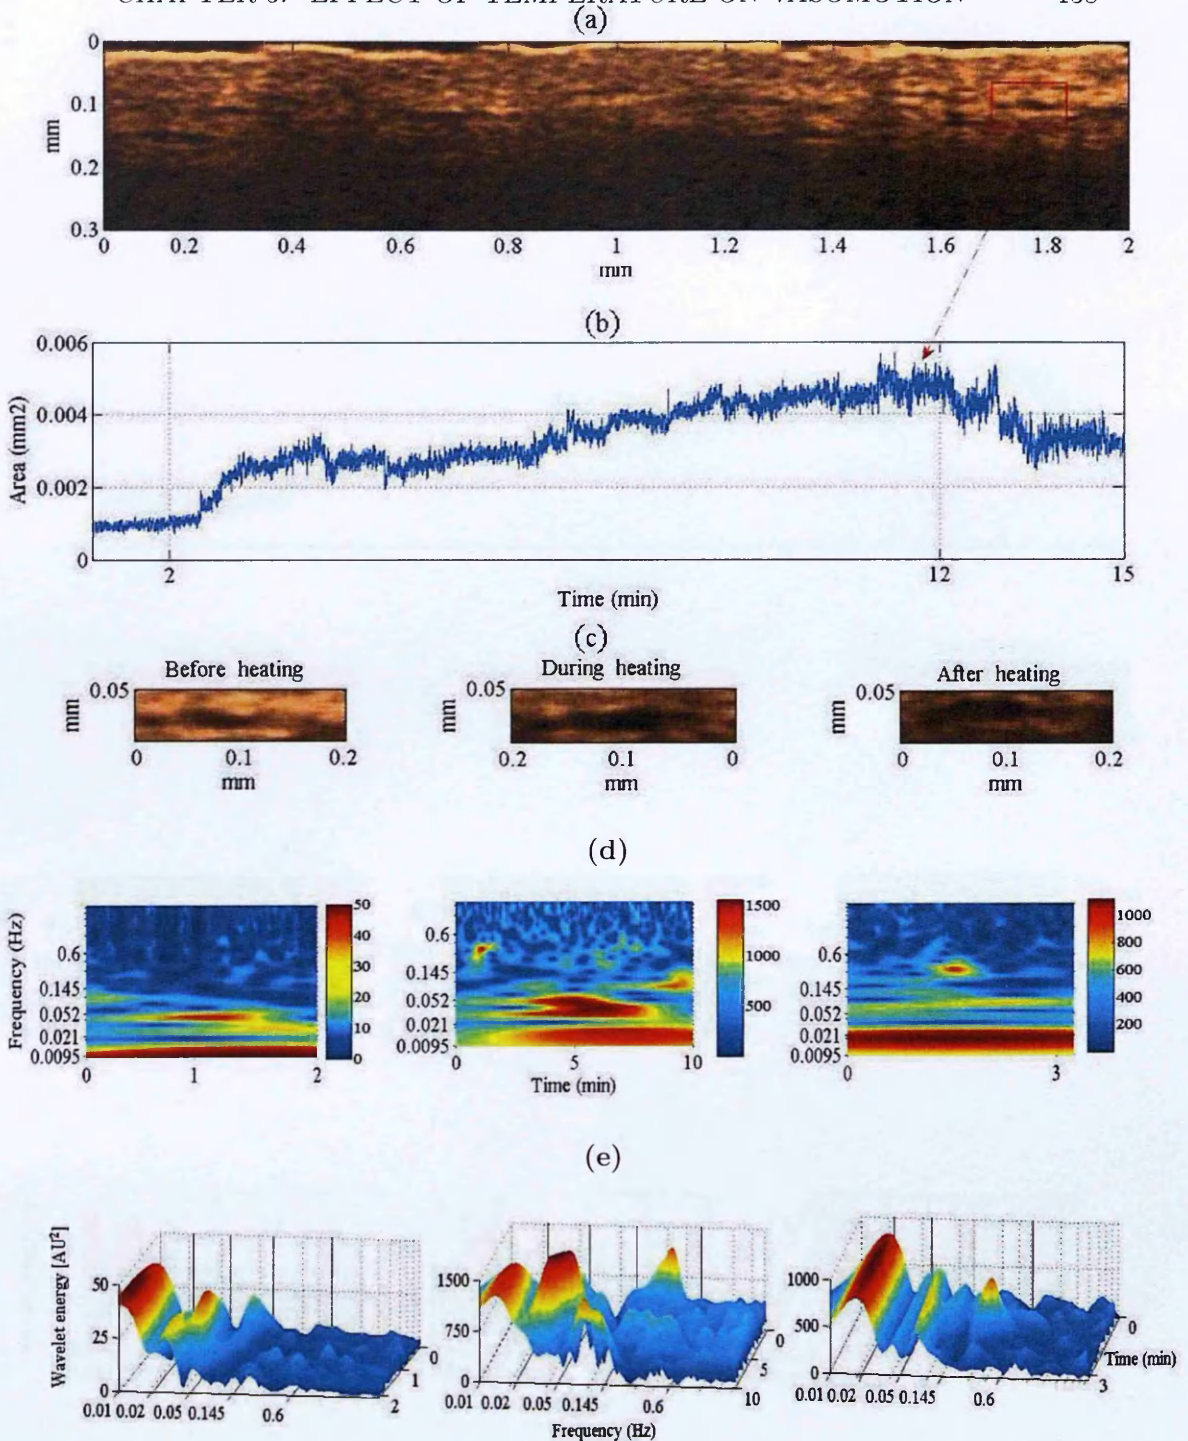 CHAPTER 6. EFFECT OF TEMPERATURE ON VASOMOTION
(a)
0
0.1
0.2
0.3
mm
0 0.2 0.4 0.6 0.8 1 1.2 1.4 1.6 1.8 2
mm
(b)
0.006
0.004
0.002
0
Area (mm2)
2 12 15
Time (min)
(c)
Before heating During heating After heating
0.05 0.05 0.05
mm mm mm
0 0.1 0.2 0.2 0.1 0 0 0.1 0.2
mm mm mm
(d)
Frequency (Hz)
0.6
0.145
0.052
0.021
0.0095
0 1 2
50
40
30
20
10
0
0.6
0.145
0.052
0.021
0.0095
0 5 10
Time (min)
1500
1000
500
0.6
0.145
0.052
0.021
0.0095
0 3
1000
800
600
400
200
(e)
Wavelet energy [AU²]
50
25
0
0.01 0.02 0.05 0.145 0.6
0
1
2
1500
750
0
0.01 0.02 0.05 0.145 0.6
0
5
10
Frequency (Hz)
1000
500
0
0.01 0.02 0.05 0.145 0.6
0
Time (min)
3